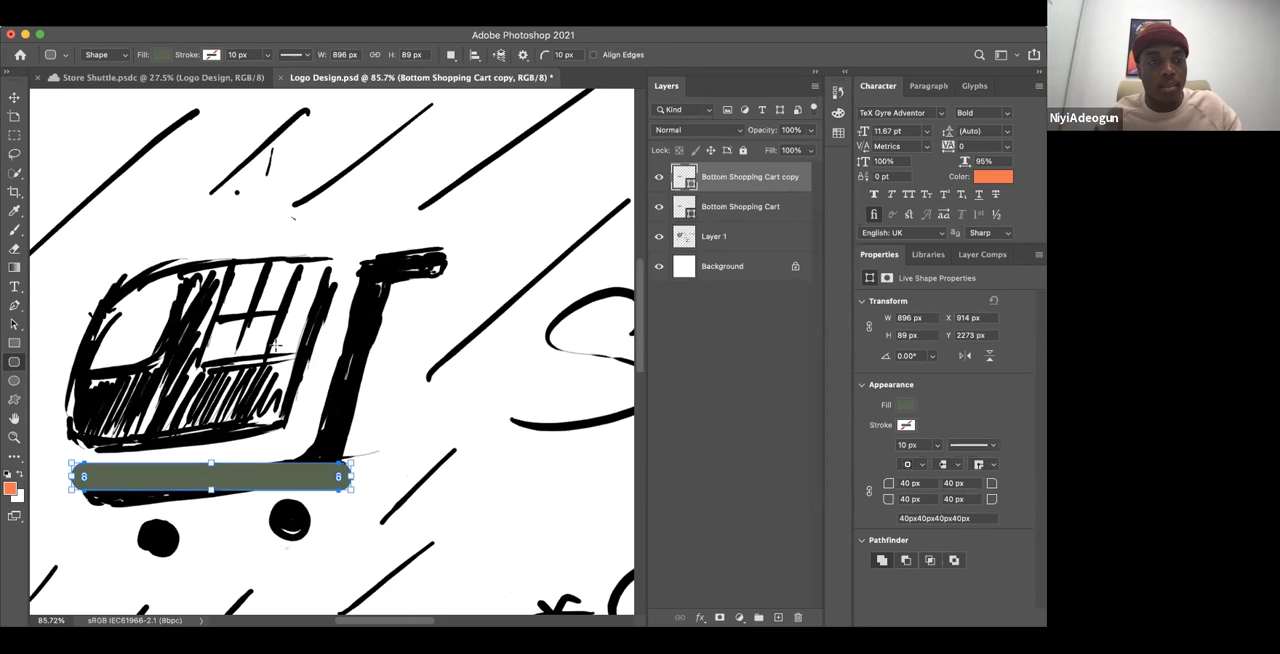 Adobe Photoshop 2021
Shape Fill: Stroke: 10 px W: 896 px H: 89 px 10 px Align Edges
Store Shuttle.psdc @ 27.5% (Logo Design, RGB/8) Logo Design.psd @ 85.7% (Bottom Shopping Cart copy, RGB/8) *
Layers
Kind
Normal Opacity: 100%
Lock: Fill: 100%
Bottom Shopping Cart copy
Bottom Shopping Cart
Layer 1
Background
Character Paragraph Glyphs
TeX Gyre Adventor Bold
11.67 pt (Auto)
Metrics 0
100% 95%
0 pt Color:
English: UK Sharp
Properties Libraries Layer Comps
Live Shape Properties
Transform
W 896 px X 914 px
H 89 px Y 2273 px
0.00°
Appearance
Fill
Stroke
10 px
40 px 40 px
40 px 40 px
40px40px40px40px
Pathfinder
85.72% sRGB IEC61966-2.1 (8bpc)
NiyiAdeogun